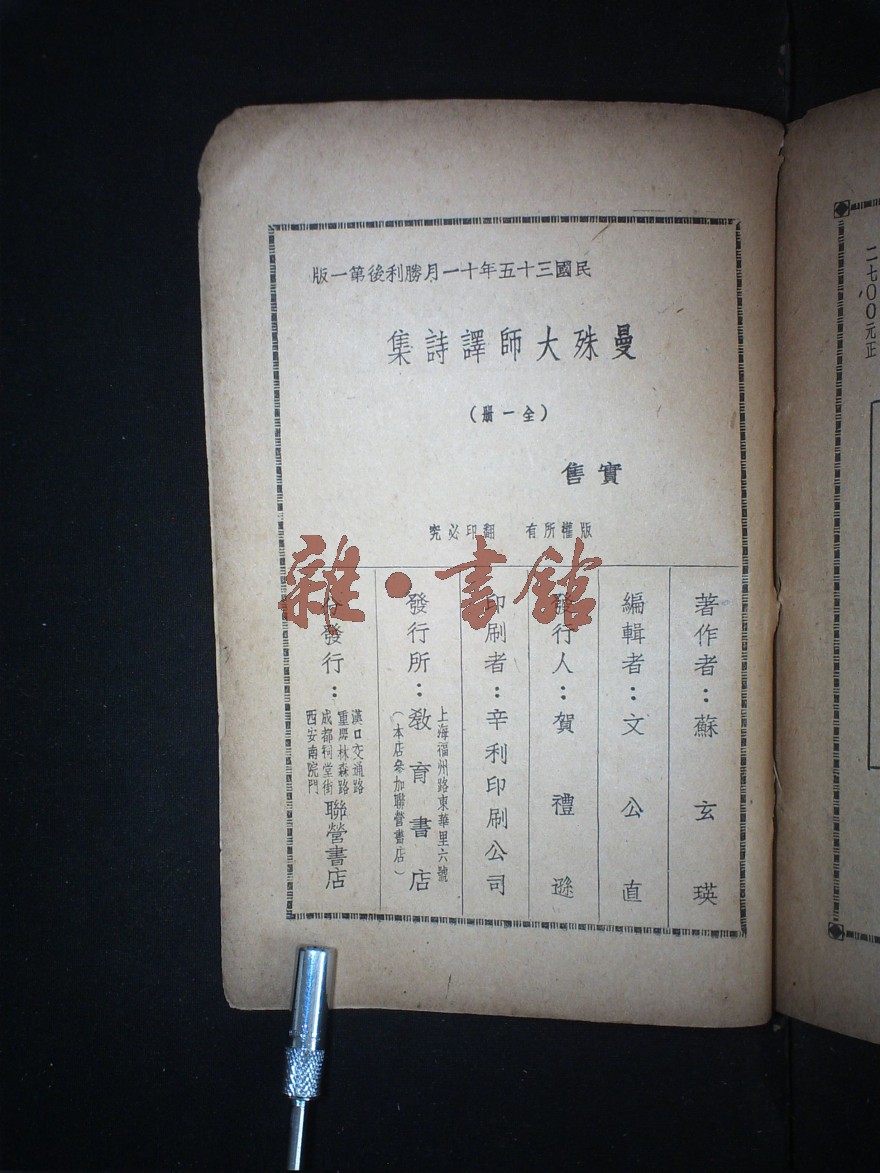 民國三十五年十一月勝利後第一版
曼殊大師譯詩集
（全一冊）
實售
版權所有 翻印必究
著作者：蘇玄瑛
編輯者：文公直
發行人：賀禮遜
印刷者：辛利印刷公司
發行所：教育書店
上海福州路東華里六號
（本店參加聯營書店）
發行：
漢口交通路
重慶林森路
成都祠堂街
西安南院門
聯營書店
雜·書館
二七〇〇元正